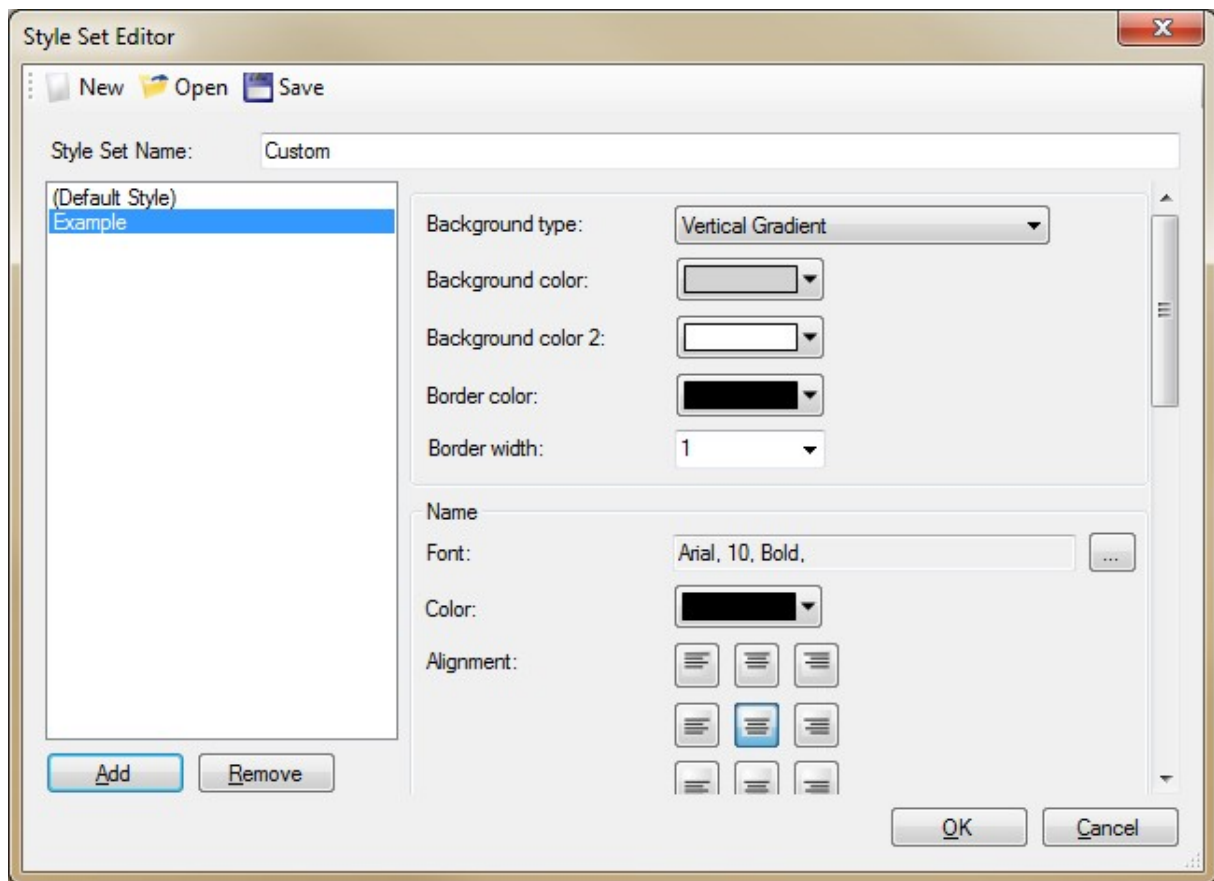 Style Set Editor
New Open Save
Style Set Name: Custom
(Default Style)
Example
Background type: Vertical Gradient
Background color:
Background color 2:
Border color:
Border width: 1
Name
Font: Arial, 10, Bold, ...
Color:
Alignment:
Add Remove
OK Cancel